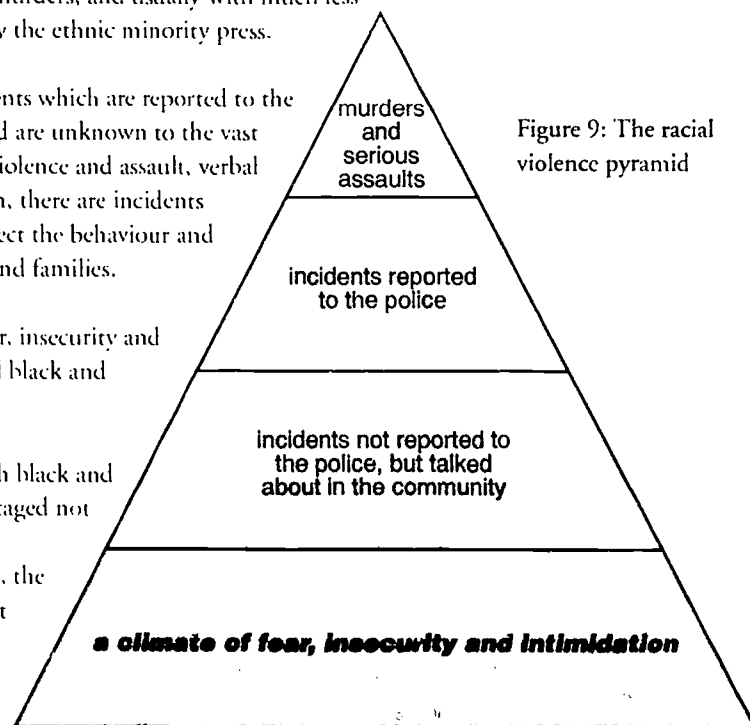 murders, and usually with much less
y the ethnic minority press.
ents which are reported to the
d are unknown to the vast
iolence and assault, verbal
n, there are incidents
ect the behaviour and
nd families.
r, insecurity and
l black and
h black and
taged not
, the
t
Figure 9: The racial
violence pyramid
murders
and
serious
assaults
incidents reported
to the police
incidents not reported to
the police, but talked
about in the community
a climate of fear, insecurity and intimidation